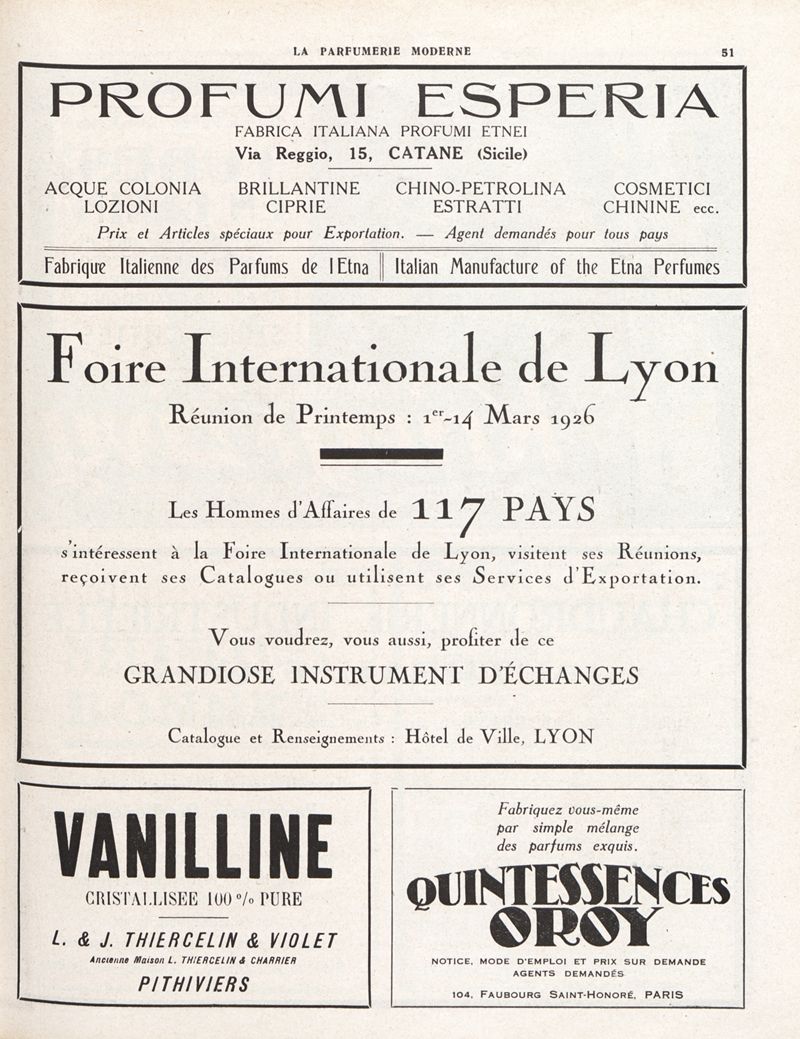 LA PARFUMERIE MODERNE 51
PROFUMI ESPERIA
FABRICA ITALIANA PROFUMI ETNEI
Via Reggio, 15, CATANE (Sicile)
ACQUE COLONIA BRILLANTINE CHINO-PETROLINA COSMETICI
LOZIONI CIPRIE ESTRATTI CHININE ecc.
Prix et Articles spéciaux pour Exportation. — Agent demandés pour tous pays
Fabrique Italienne des Parfums de l Etna || Italian Manufacture of the Etna Perfumes
Foire Internationale de Lyon
Réunion de Printemps : 1er-14 Mars 1926
Les Hommes d'Affaires de 117 PAYS
s'intéressent à la Foire Internationale de Lyon, visitent ses Réunions,
reçoivent ses Catalogues ou utilisent ses Services d'Exportation.
Vous voudrez, vous aussi, profiter de ce
GRANDIOSE INSTRUMENT D'ÉCHANGES
Catalogue et Renseignements : Hôtel de Ville, LYON
VANILLINE
CRISTALLISEE 100 % PURE
L. & J. THIERCELIN & VIOLET
Ancienne Maison L. THIERCELIN & CHARRIER
PITHIVIERS
Fabriquez vous-même
par simple mélange
des parfums exquis.
QUINTESSENCES
OROY
NOTICE, MODE D'EMPLOI ET PRIX SUR DEMANDE
AGENTS DEMANDÉS
104, FAUBOURG SAINT-HONORÉ, PARIS